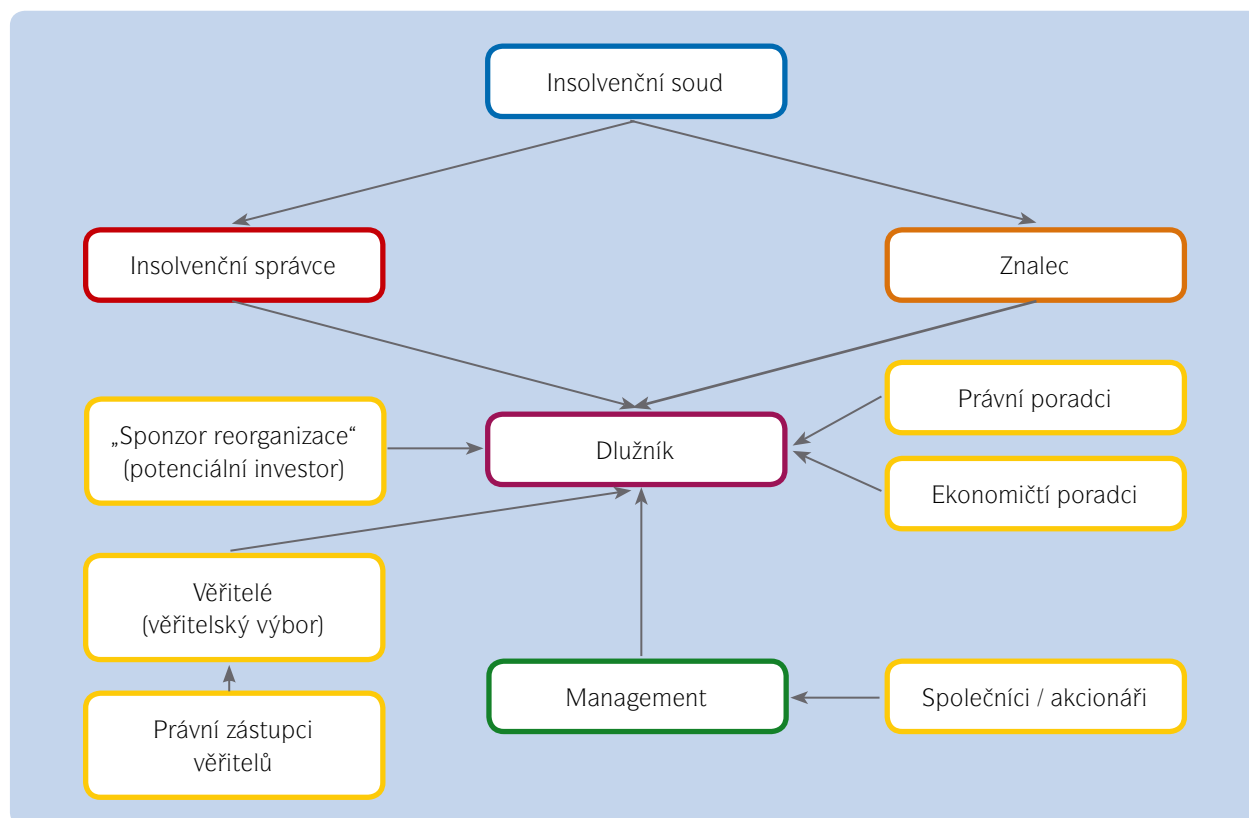 Insolvenční soud
Insolvenční správce
Znalec
Právní poradci
„Sponzor reorganizace“
(potenciální investor)
Dlužník
Ekonomičtí poradci
Věřitelé
(věřitelský výbor)
Management
Společníci / akcionáři
Právní zástupci
věřitelů